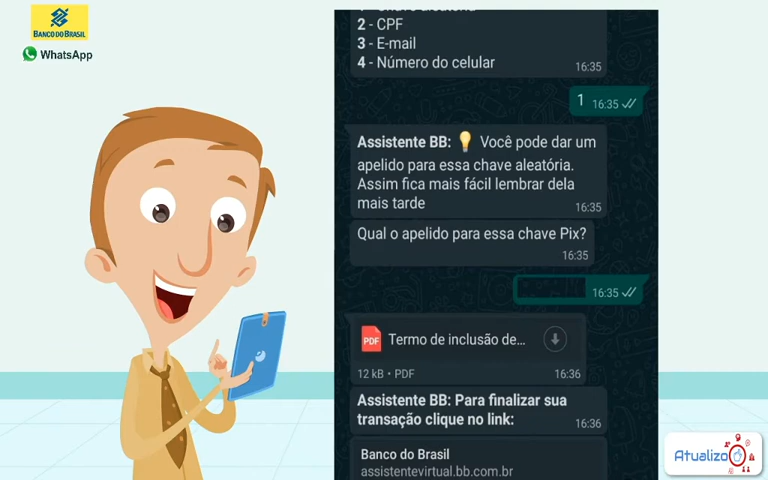 BANCO DO BRASIL
WhatsApp
2 - CPF
3 - E-mail
4 - Número do celular
16:35
1 16:35
Assistente BB: 💡 Você pode dar um
apelido para essa chave aleatória.
Assim fica mais fácil lembrar dela
mais tarde
16:35
Qual o apelido para essa chave Pix?
16:35
16:35
PDF Termo de inclusão de...
12 kB • PDF 16:36
Assistente BB: Para finalizar sua
transação clique no link:
16:36
Banco do Brasil
assistentevirtual.bb.com.br
Atualizo